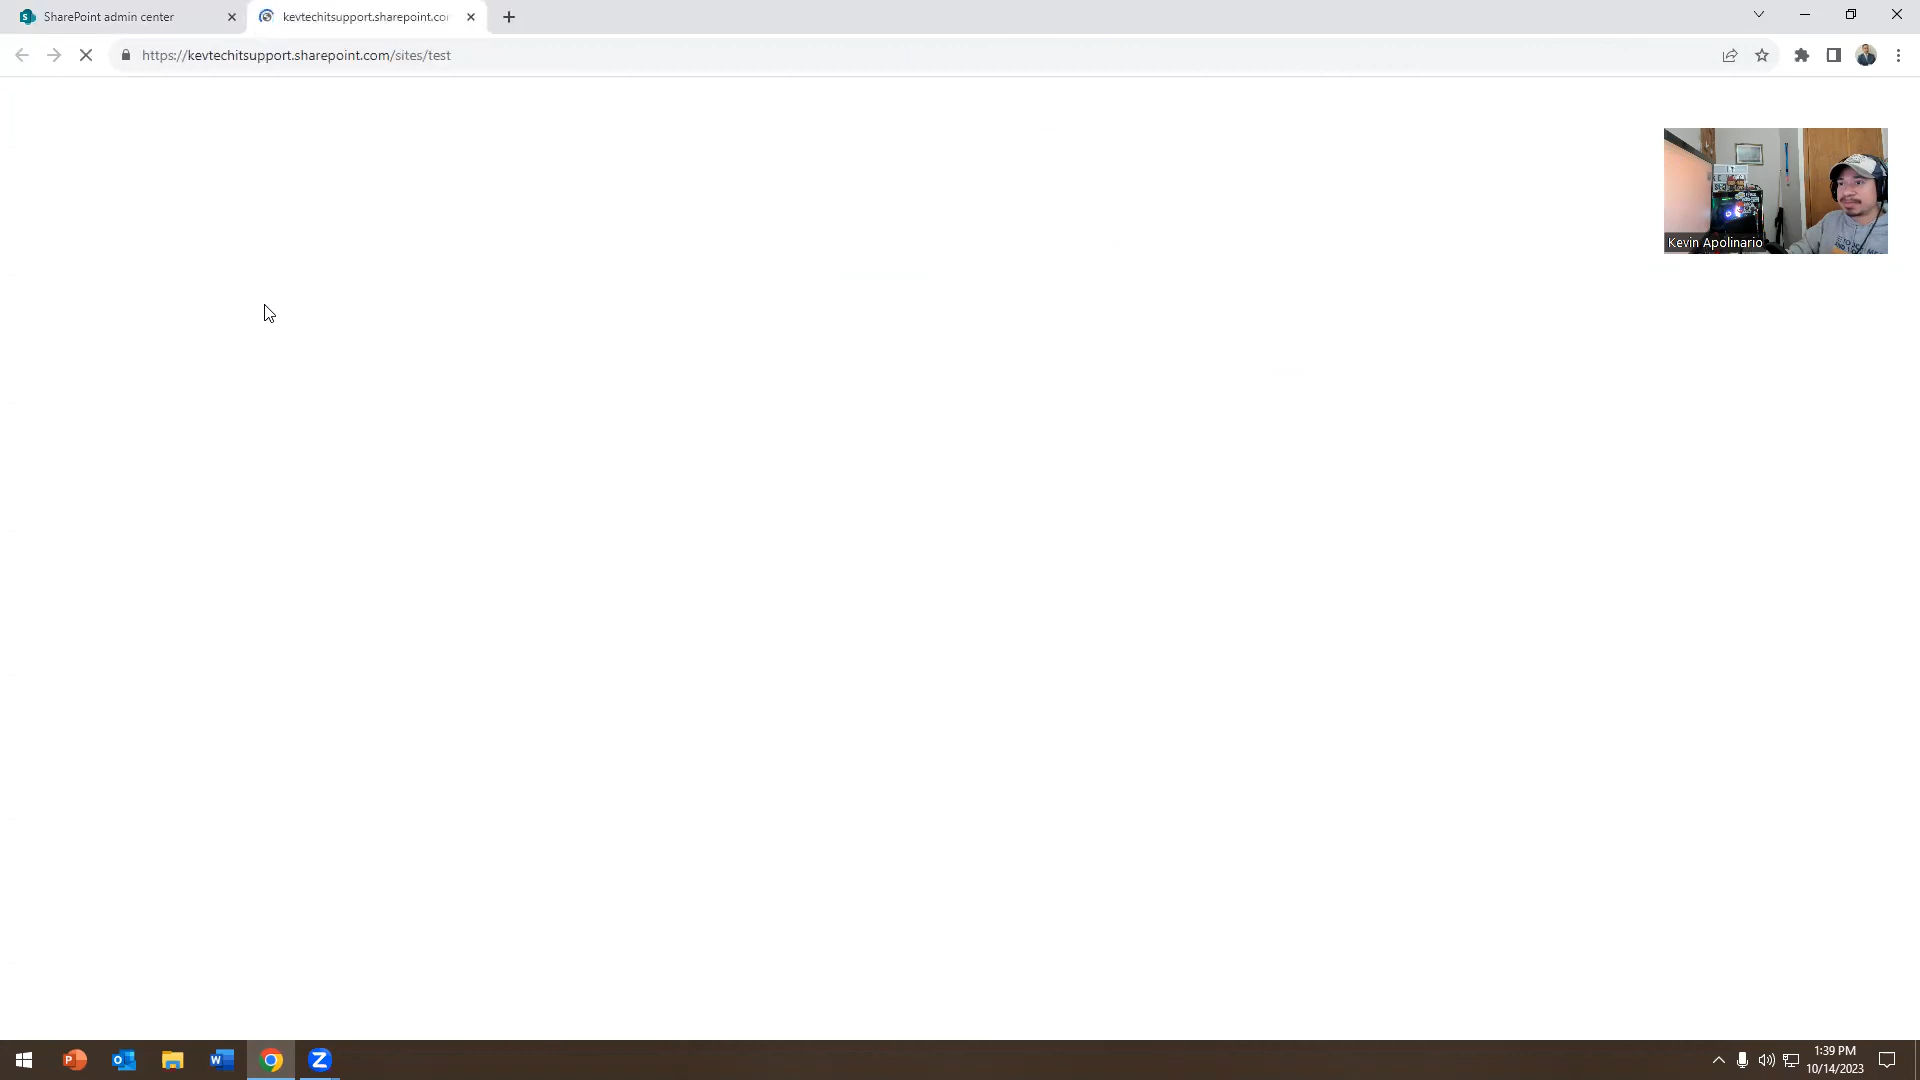 SharePoint admin center
kevtechitsupport.sharepoint.co
https://kevtechitsupport.sharepoint.com/sites/test
Kevin Apolinario
1:39 PM
10/14/2023